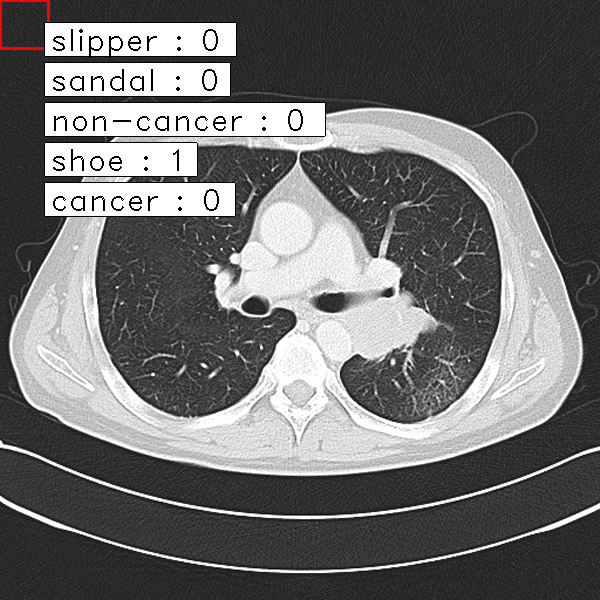 slipper : 0
sandal : 0
non-cancer : 0
shoe : 1
cancer : 0